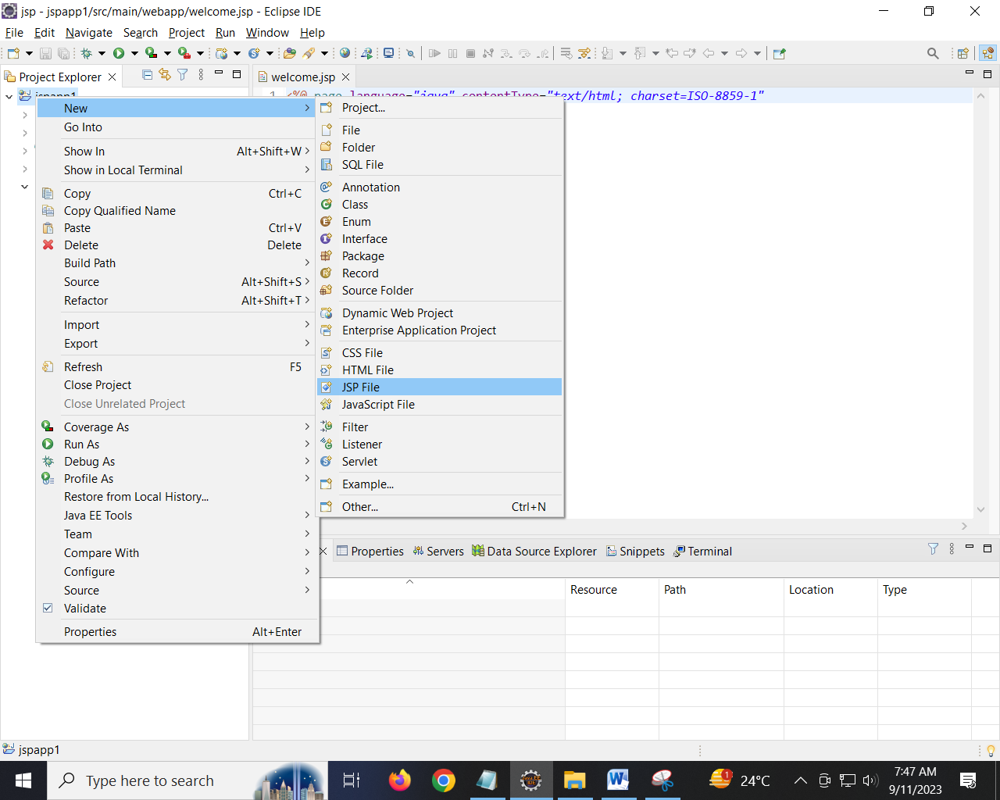 jsp - jspapp1/src/main/webapp/welcome.jsp - Eclipse IDE
File Edit Navigate Search Project Run Window Help
Project Explorer
welcome.jsp
jspapp1
1 <%@ page language="java" contentType="text/html; charset=ISO-8859-1"
New
Go Into
Show In Alt+Shift+W
Show in Local Terminal
Copy Ctrl+C
Copy Qualified Name
Paste Ctrl+V
Delete Delete
Build Path
Source Alt+Shift+S
Refactor Alt+Shift+T
Import
Export
Refresh F5
Close Project
Close Unrelated Project
Coverage As
Run As
Debug As
Profile As
Restore from Local History...
Java EE Tools
Team
Compare With
Configure
Source
Validate
Properties Alt+Enter
Project...
File
Folder
SQL File
Annotation
Class
Enum
Interface
Package
Record
Source Folder
Dynamic Web Project
Enterprise Application Project
CSS File
HTML File
JSP File
JavaScript File
Filter
Listener
Servlet
Example...
Other... Ctrl+N
Properties Servers Data Source Explorer Snippets Terminal
Resource Path Location Type
jspapp1
Type here to search
1
24°C
7:47 AM
9/11/2023